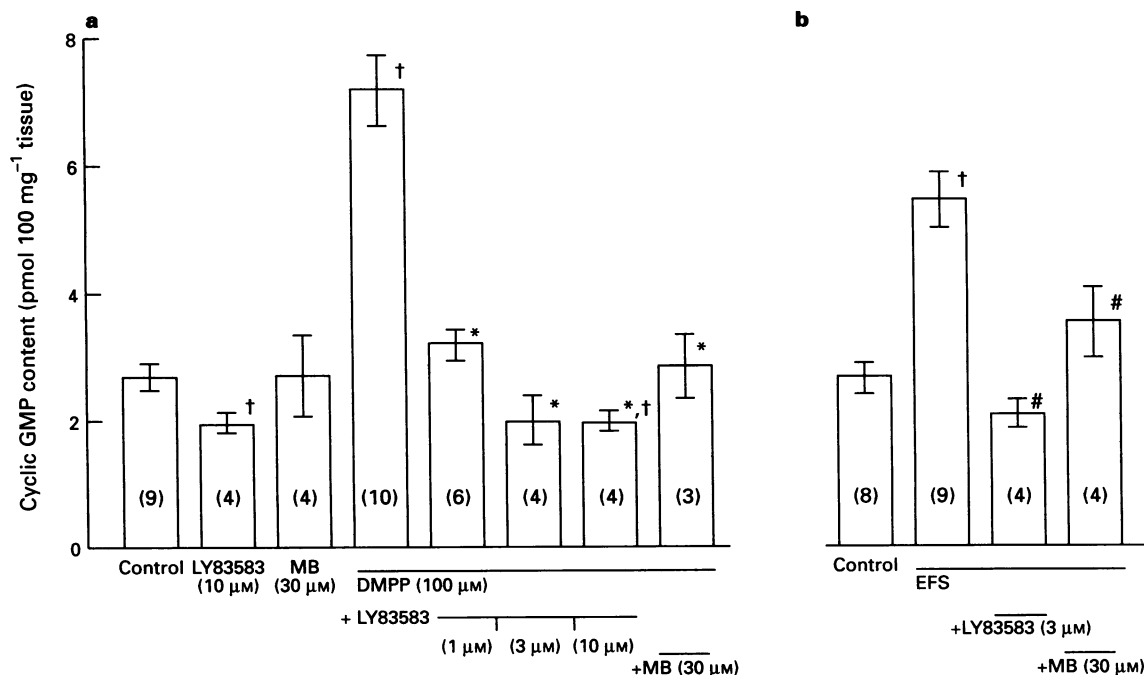 a
Cyclic GMP content (pmol 100 mg⁻¹ tissue)
8
6
4
2
0
†
†
*
*
*,†
*
(9) (4) (4) (10) (6) (4) (4) (3)
Control LY83583 (10 μM) MB (30 μM) DMPP (100 μM)
+ LY83583
(1 μM) (3 μM) (10 μM)
+MB (30 μM)
b
†
#
#
(8) (9) (4) (4)
Control
EFS
+LY83583 (3 μM)
+MB (30 μM)